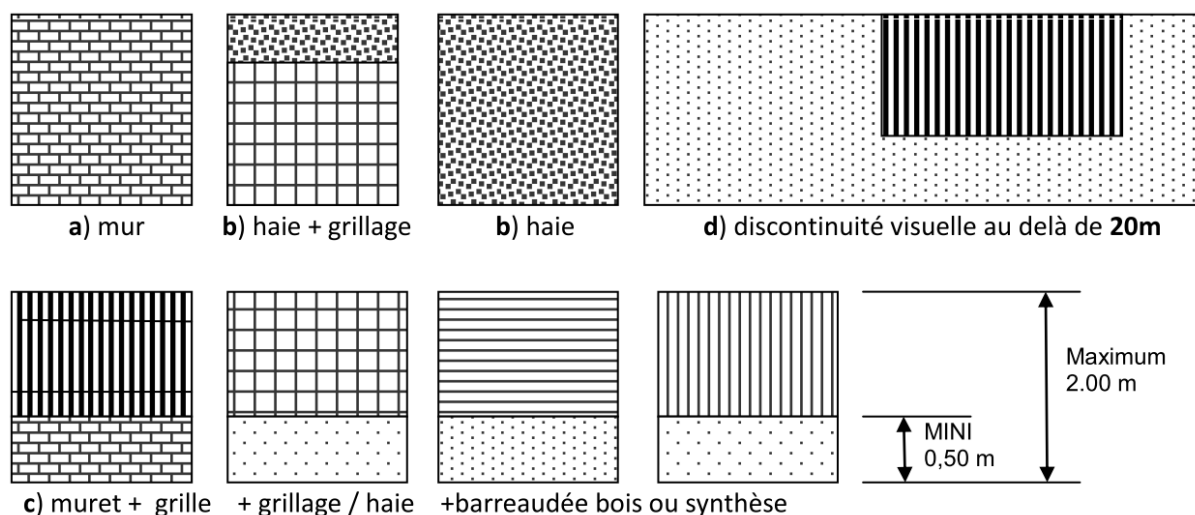 a) mur
b) haie + grillage
b) haie
d) discontinuité visuelle au delà de 20m
Maximum
2.00 m
MINI
0,50 m
c) muret + grille + grillage / haie +barreaudée bois ou synthèse